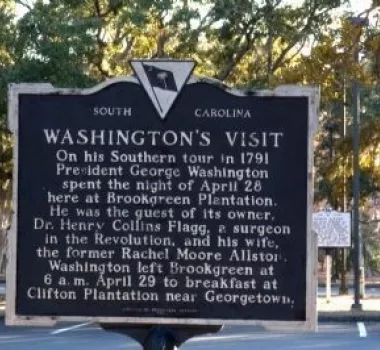 SOUTH CAROLINA
WASHINGTON'S VISIT
On his Southern tour in 1791
President George Washington
spent the night of April 28
here at Brookgreen Plantation.
He was the guest of its owner,
Dr. Henry Collins Flagg, a surgeon
in the Revolution, and his wife,
the former Rachel Moore Allston.
Washington left Brookgreen at
6 a.m. April 29 to breakfast at
Clifton Plantation near Georgetown.